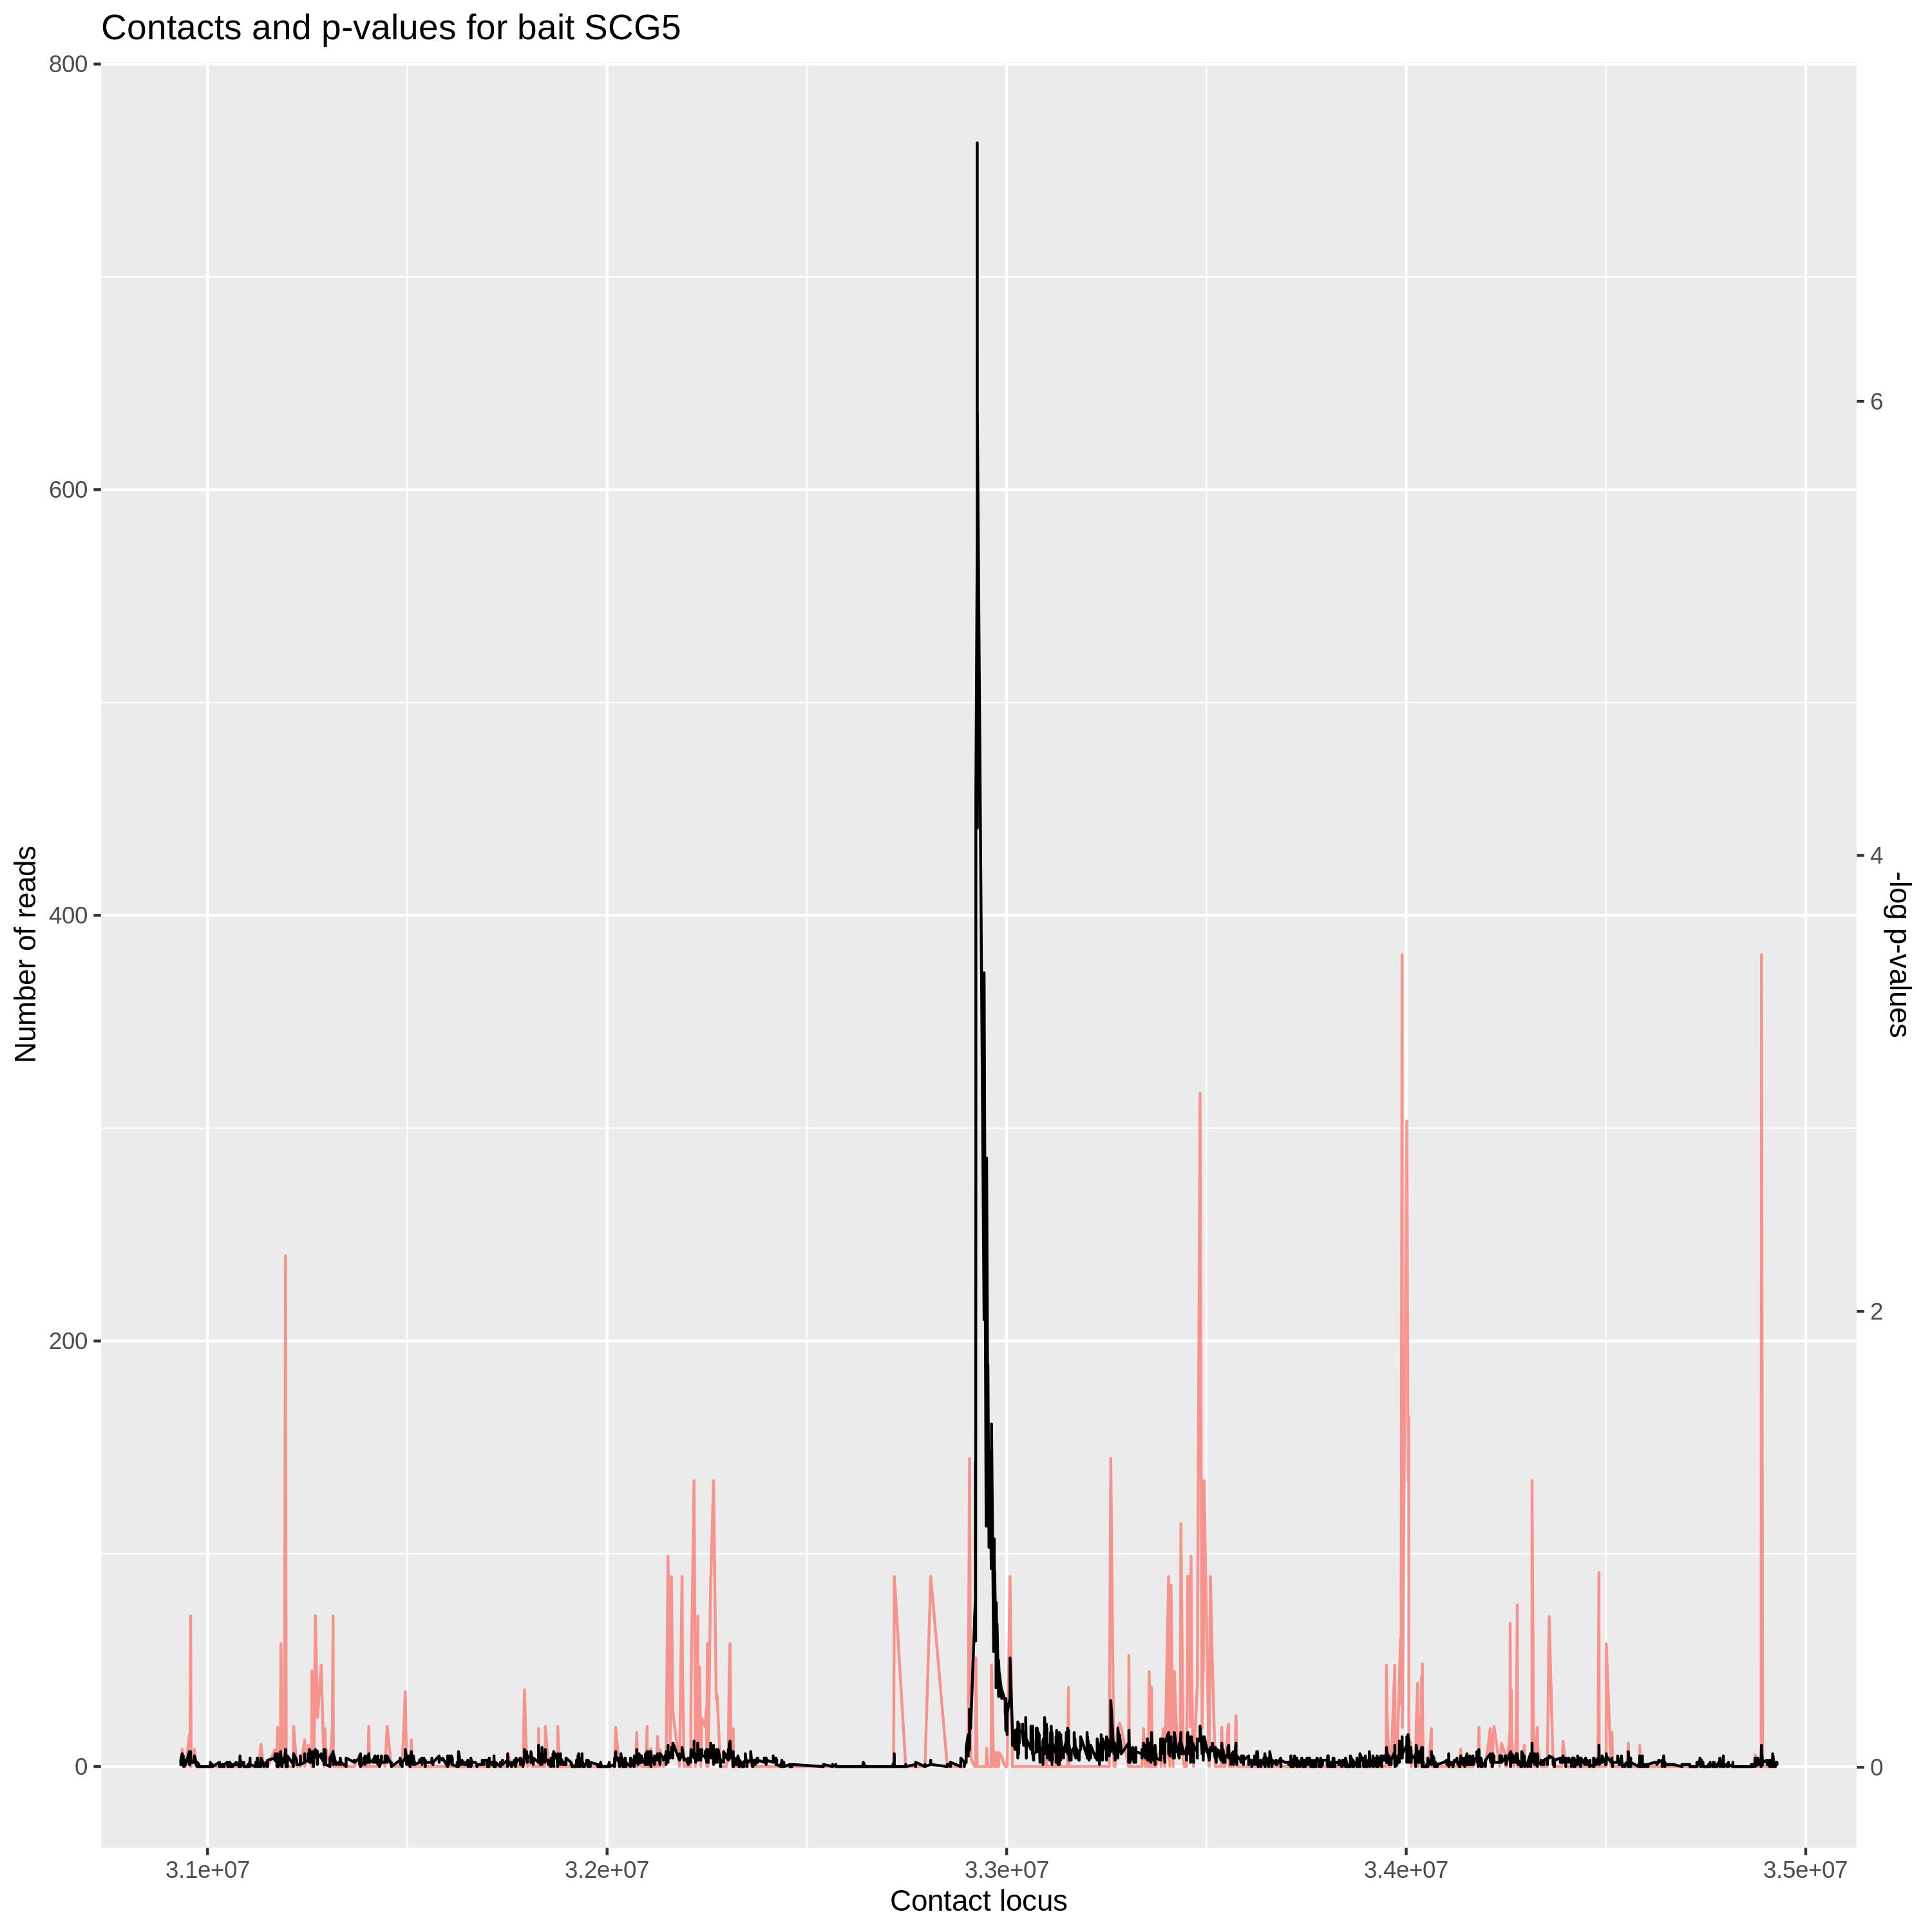 Contacts and p-values for bait SCG5
800
600
400
200
0
Number of reads
6
4
2
0
-log p-values
3.1e+07 3.2e+07 3.3e+07 3.4e+07 3.5e+07
Contact locus